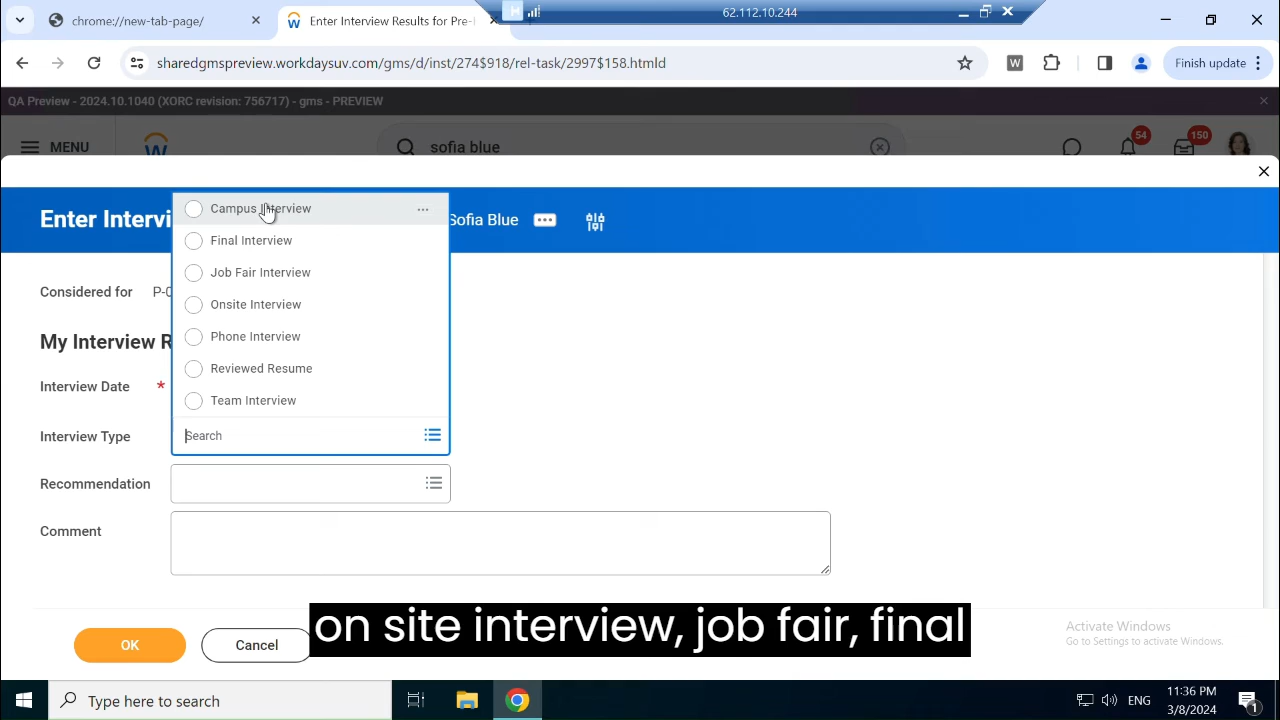 62.112.10.244
chrome://new-tab-page/
Enter Interview Results for Pre-
sharedgmspreview.workdaysuv.com/gms/d/inst/274$918/rel-task/2997$158.htmld
Finish update
QA Preview - 2024.10.1040 (XORC revision: 756717) - gms - PREVIEW
MENU
sofia blue
54
150
Enter Intervi
Sofia Blue
Campus Interview
Final Interview
Job Fair Interview
Onsite Interview
Phone Interview
Reviewed Resume
Team Interview
Search
Considered for
My Interview R
Interview Date *
Interview Type
Recommendation
Comment
on site interview, job fair, final
OK
Cancel
Activate Windows
Go to Settings to activate Windows.
Type here to search
ENG
11:36 PM
3/8/2024
1